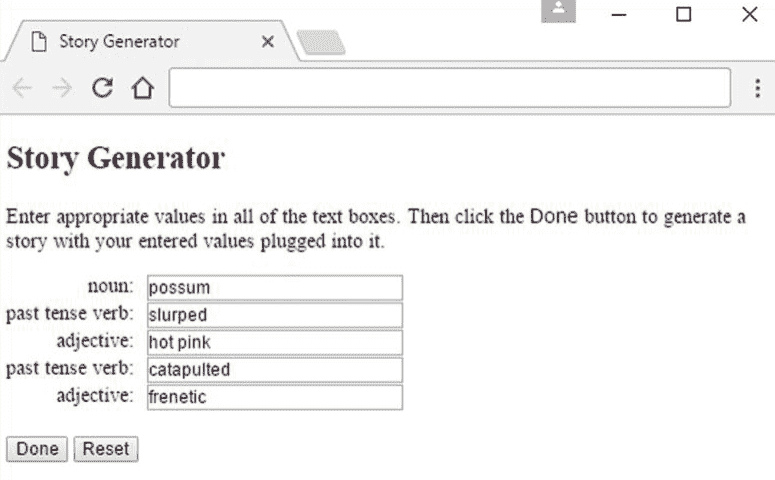 Story Generator
Story Generator
Enter appropriate values in all of the text boxes. Then click the Done button to generate a
story with your entered values plugged into it.
noun: possum
past tense verb: slurped
adjective: hot pink
past tense verb: catapulted
adjective: frenetic
Done Reset